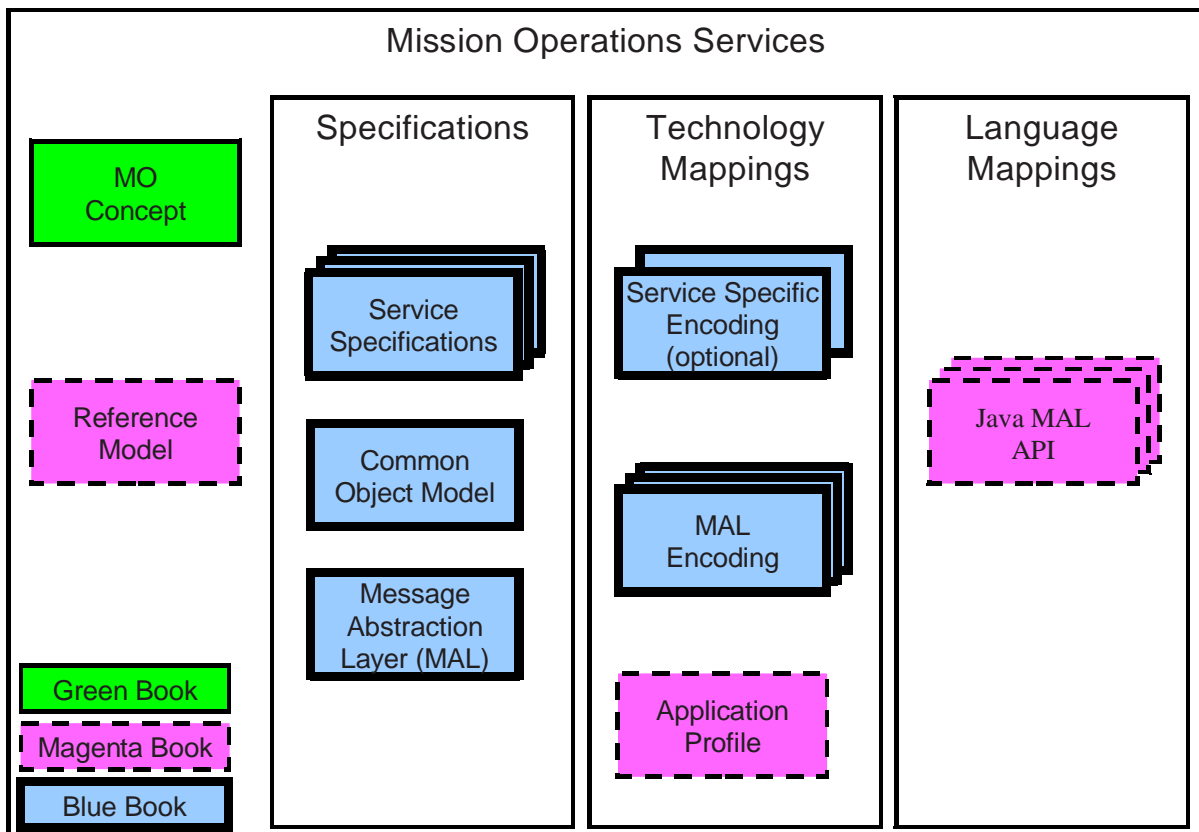 Mission Operations Services
MO
Concept
Reference
Model
Green Book
Magenta Book
Blue Book
Specifications
Service
Specifications
Common
Object Model
Message
Abstraction
Layer (MAL)
Technology
Mappings
Service Specific
Encoding
(optional)
MAL
Encoding
Application
Profile
Language
Mappings
Java MAL
API